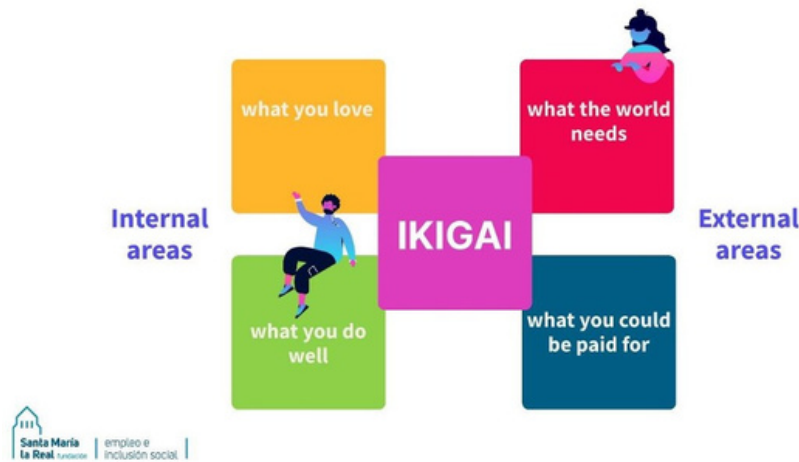 what you love
what the world
needs
Internal
areas
IKIGAI
External
areas
what you do
well
what you could
be paid for
Santa María
la Real fundación
empleo e
inclusión social